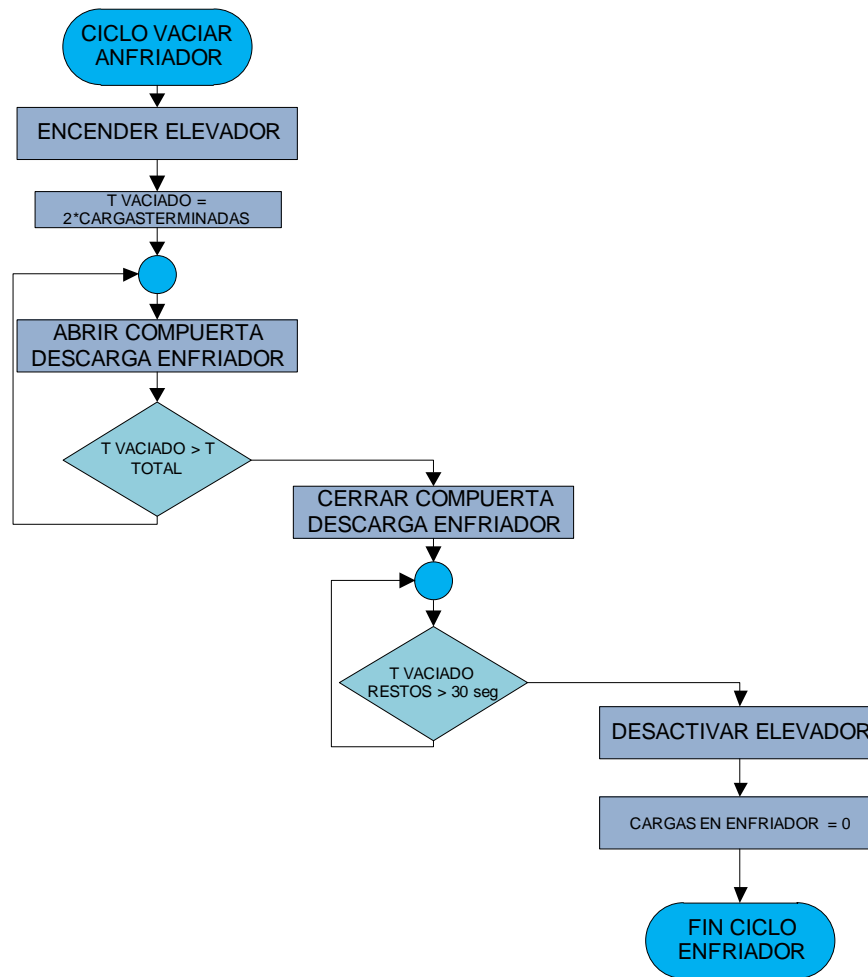 CICLO VACIAR
ANFRIADOR
ENCENDER ELEVADOR
T VACIADO =
2*CARGASTERMINADAS
ABRIR COMPUERTA
DESCARGA ENFRIADOR
T VACIADO > T
TOTAL
CERRAR COMPUERTA
DESCARGA ENFRIADOR
T VACIADO
RESTOS > 30 seg
DESACTIVAR ELEVADOR
CARGAS EN ENFRIADOR = 0
FIN CICLO
ENFRIADOR